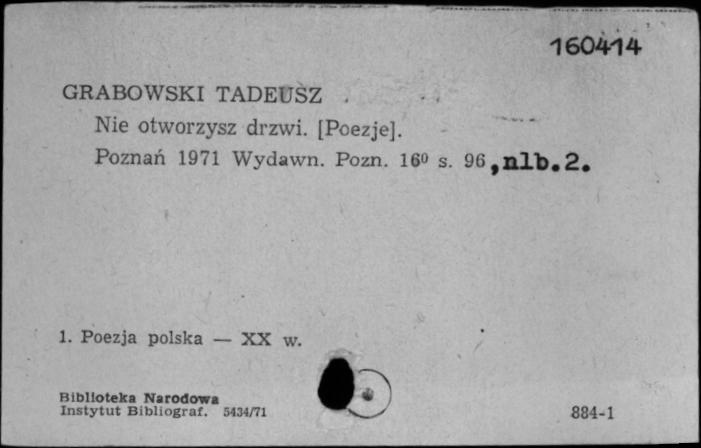 160414
GRABOWSKI TADEUSZ
Nie otworzysz drzwi. [Poezje].
Poznań 1971 Wydawn. Pozn. 16⁰ s. 96, nlb. 2.
1. Poezja polska — XX w.
Biblioteka Narodowa
Instytut Bibliograf. 5434/71
884-1